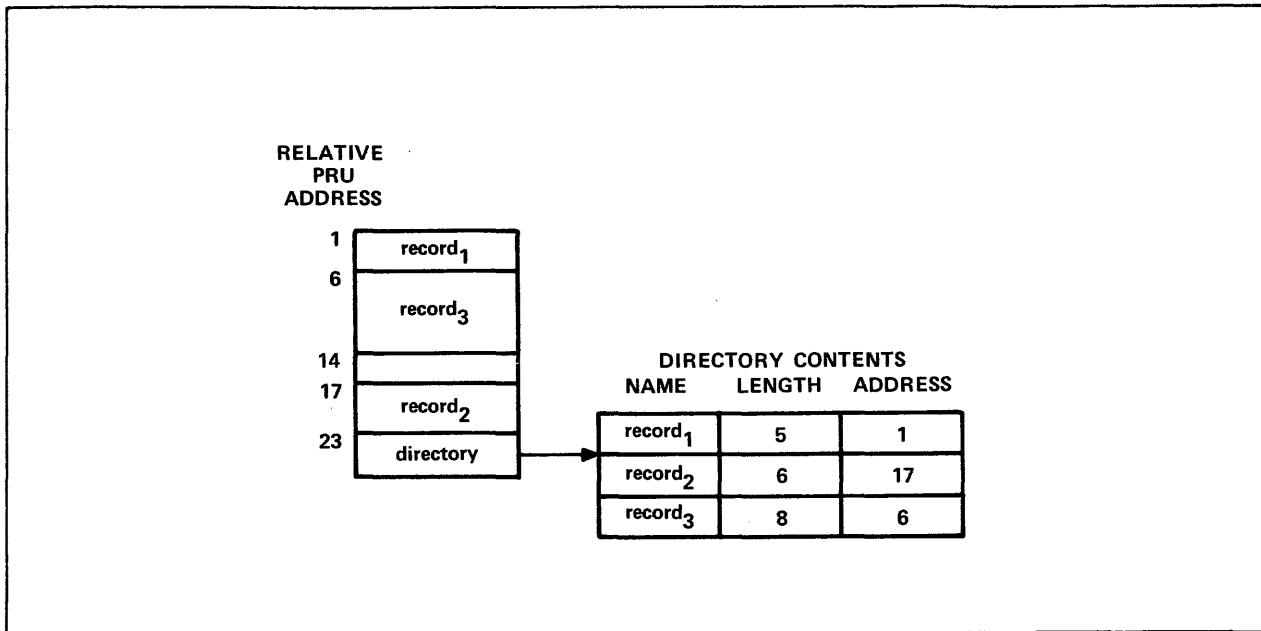 RELATIVE
PRU
ADDRESS
1 record₁
6
record₃
14
17
record₂
23
directory
DIRECTORY CONTENTS
NAME LENGTH ADDRESS
record₁ 5 1
record₂ 6 17
record₃ 8 6